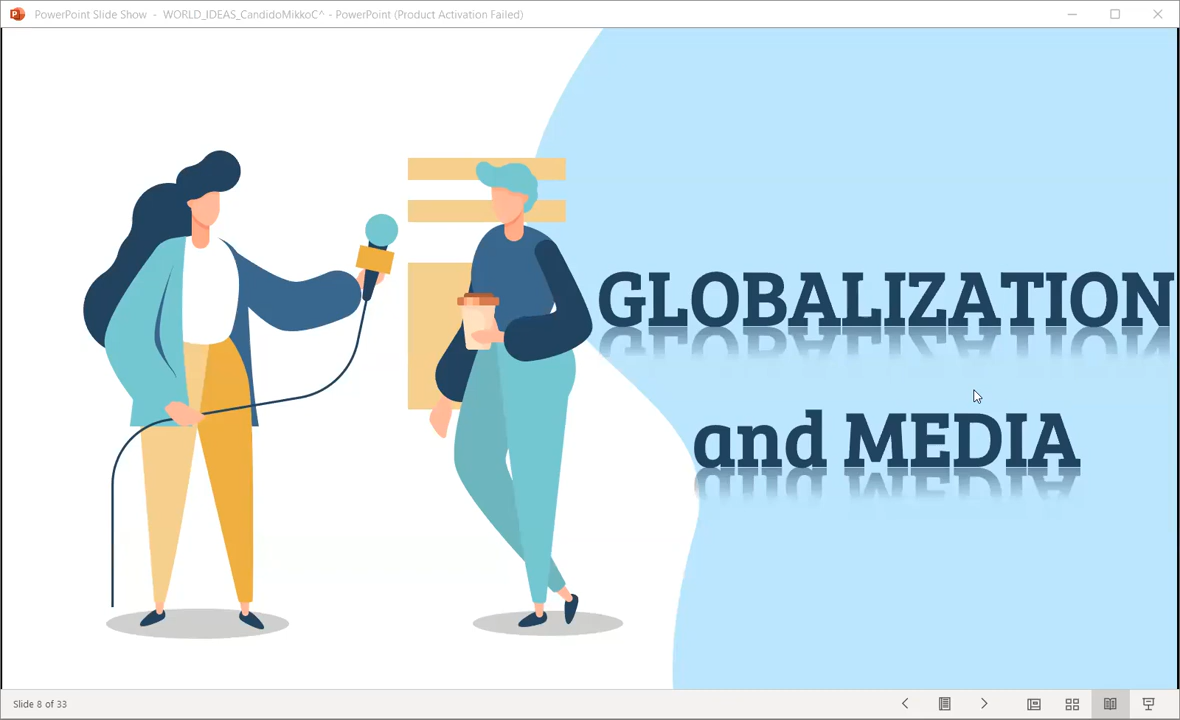 PowerPoint Slide Show - WORLD_IDEAS_CandidoMikkoC^ - PowerPoint (Product Activation Failed)
GLOBALIZATION
and MEDIA
Slide 8 of 33